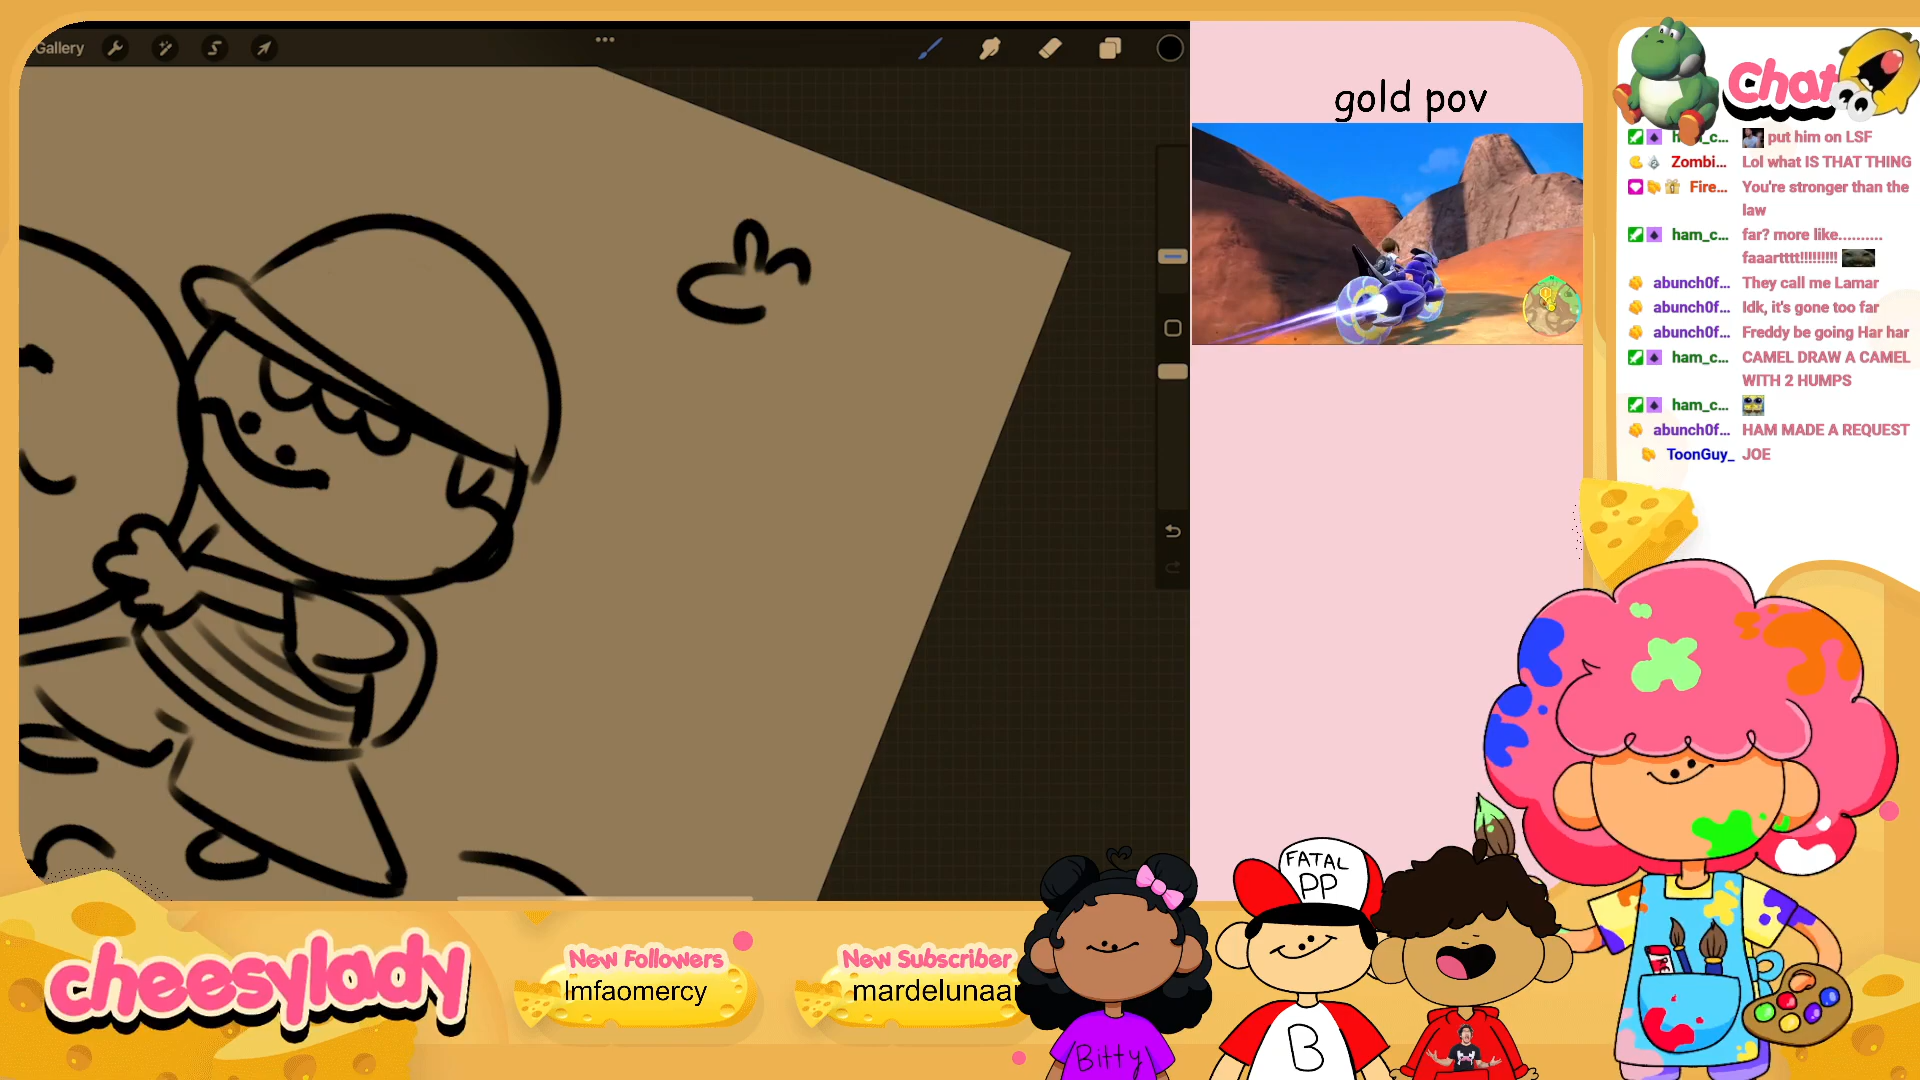 Gallery
gold pov
Chat
h m_c... put him on LSF
Zombi... Lol what IS THAT THING
Fire... You're stronger than the
law
ham_c... far? more like..........
faaartttt!!!!!!!!!
abunch0f... They call me Lamar
abunch0f... Idk, it's gone too far
abunch0f... Freddy be going Har har
ham_c... CAMEL DRAW A CAMEL
WITH 2 HUMPS
ham_c...
abunch0f... HAM MADE A REQUEST
ToonGuy_ JOE
FATAL
PP
cheesylady
New Followers
lmfaomercy
New Subscriber
mardelunaar
Bitty
B